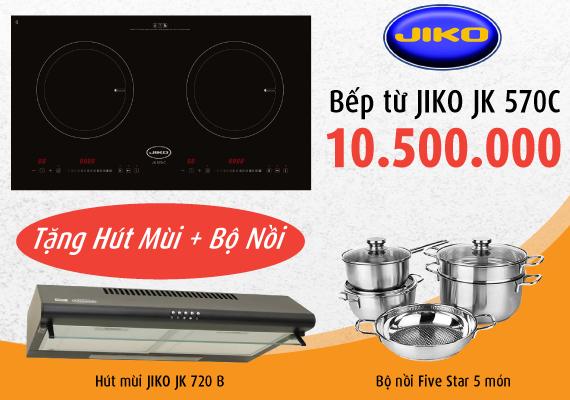 JIKO
Bếp từ JIKO JK 570C
10.500.000
JIKO
Tặng Hút Mùi + Bộ Nồi
Hút mùi JIKO JK 720 B
Bộ nồi Five Star 5 món